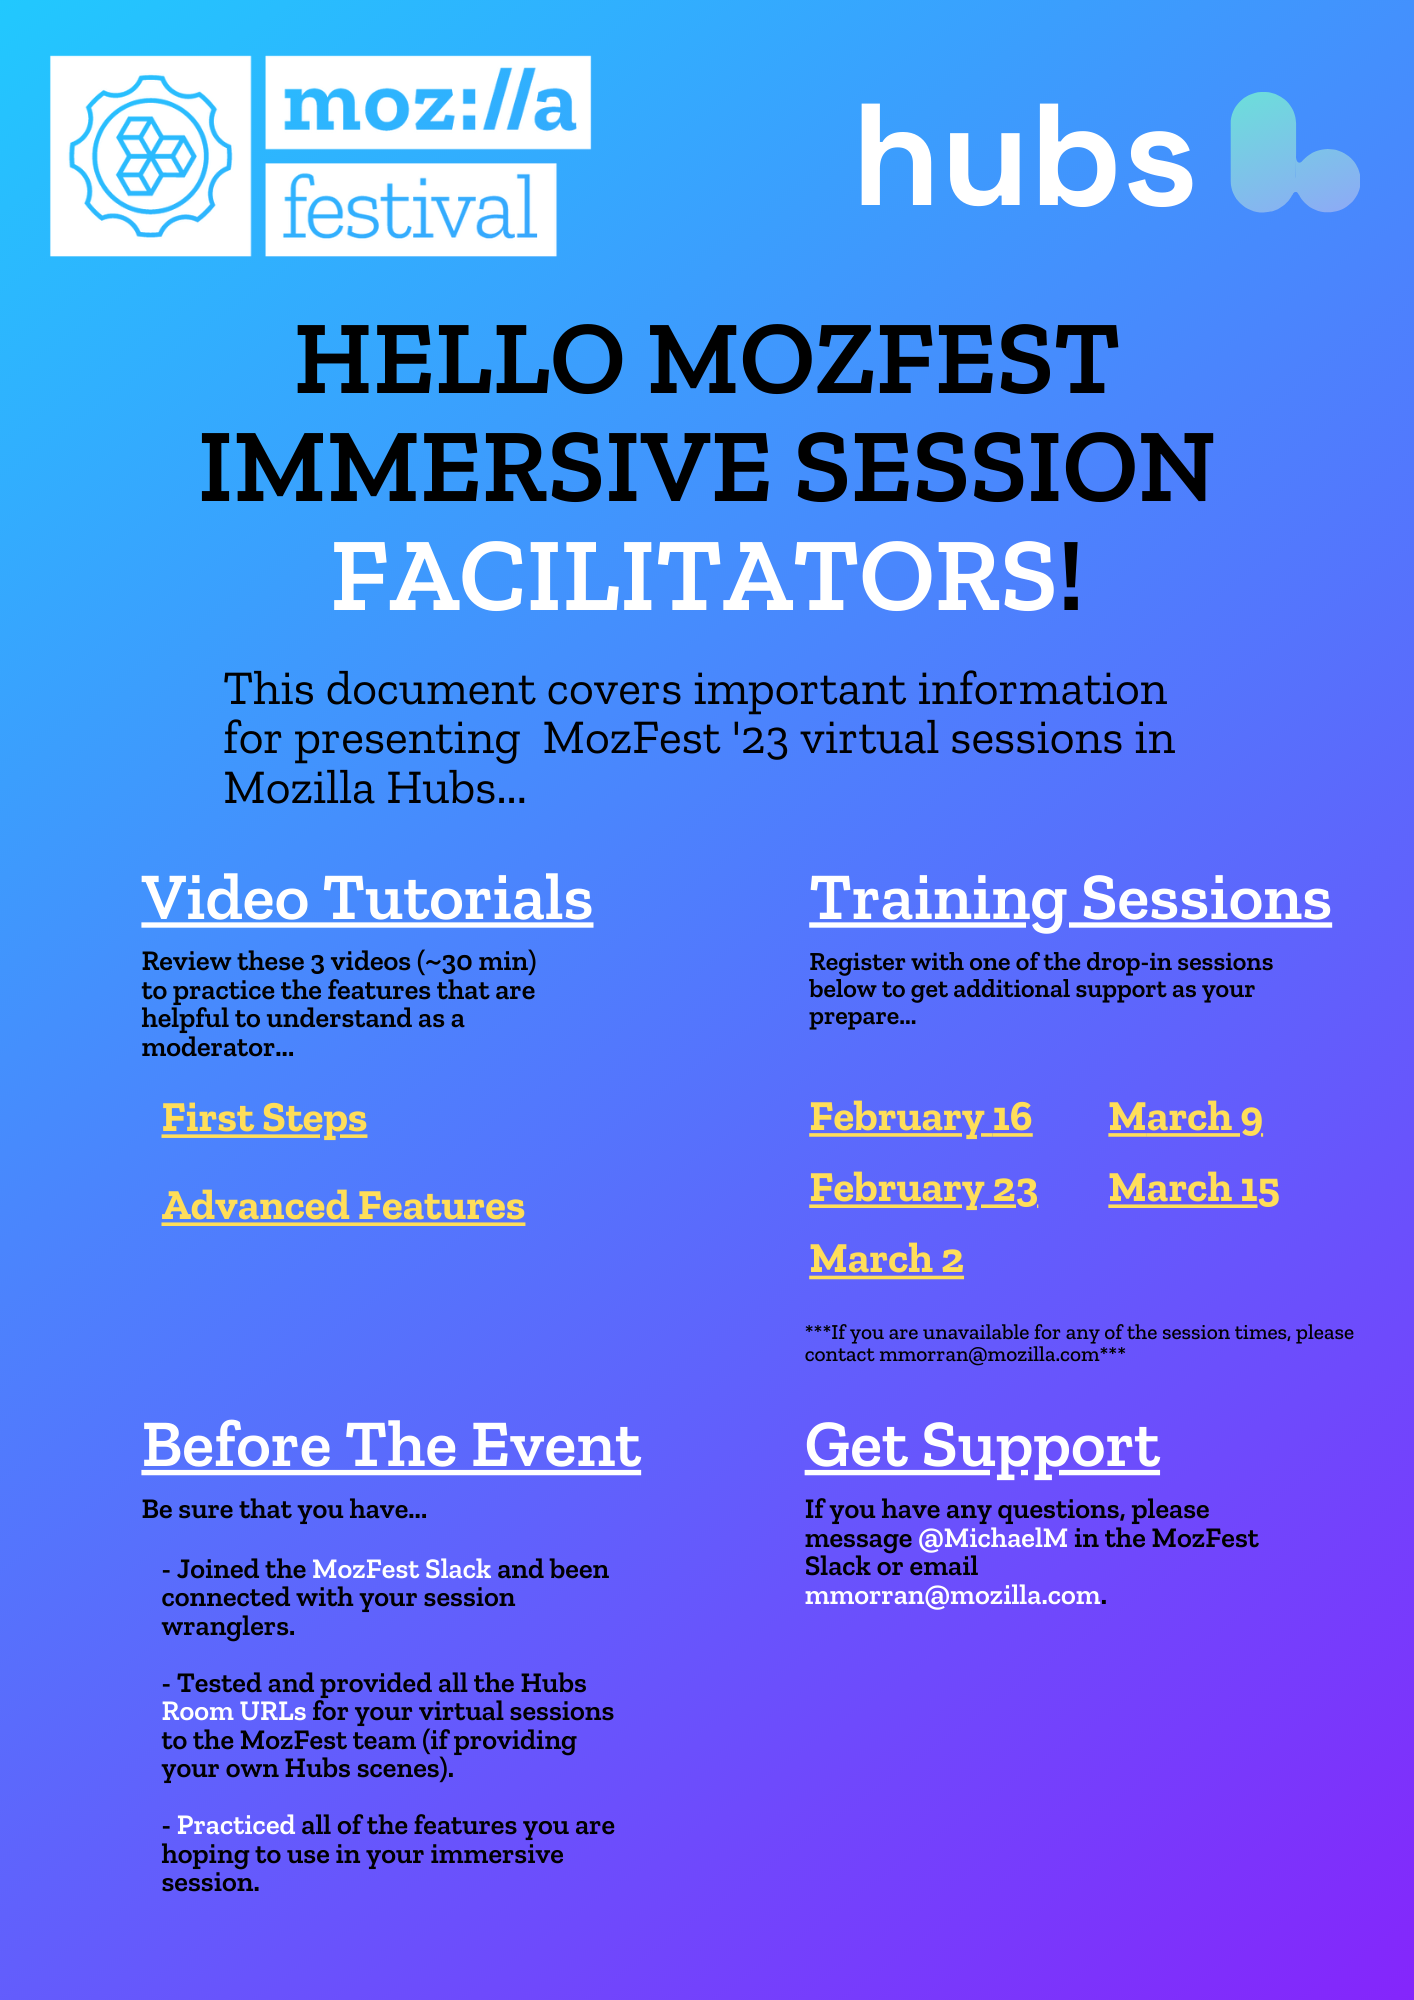 moz://a
festival
hubs
HELLO MOZFEST
IMMERSIVE SESSION
FACILITATORS!
This document covers important information
for presenting  MozFest '23 virtual sessions in
Mozilla Hubs...
Video Tutorials
Review these 3 videos (~30 min)
to practice the features that are
helpful to understand as a
moderator...
First Steps
Advanced Features
Training Sessions
Register with one of the drop-in sessions
below to get additional support as your
prepare...
February 16
February 23
March 2
March 9
March 15
***If you are unavailable for any of the session times, please
contact mmorran@mozilla.com***
Before The Event
Be sure that you have...
- Joined the MozFest Slack and been
connected with your session
wranglers.
- Tested and provided all the Hubs
Room URLs for your virtual sessions
to the MozFest team (if providing
your own Hubs scenes).
- Practiced all of the features you are
hoping to use in your immersive
session.
Get Support
If you have any questions, please
message @MichaelM in the MozFest
Slack or email
mmorran@mozilla.com.